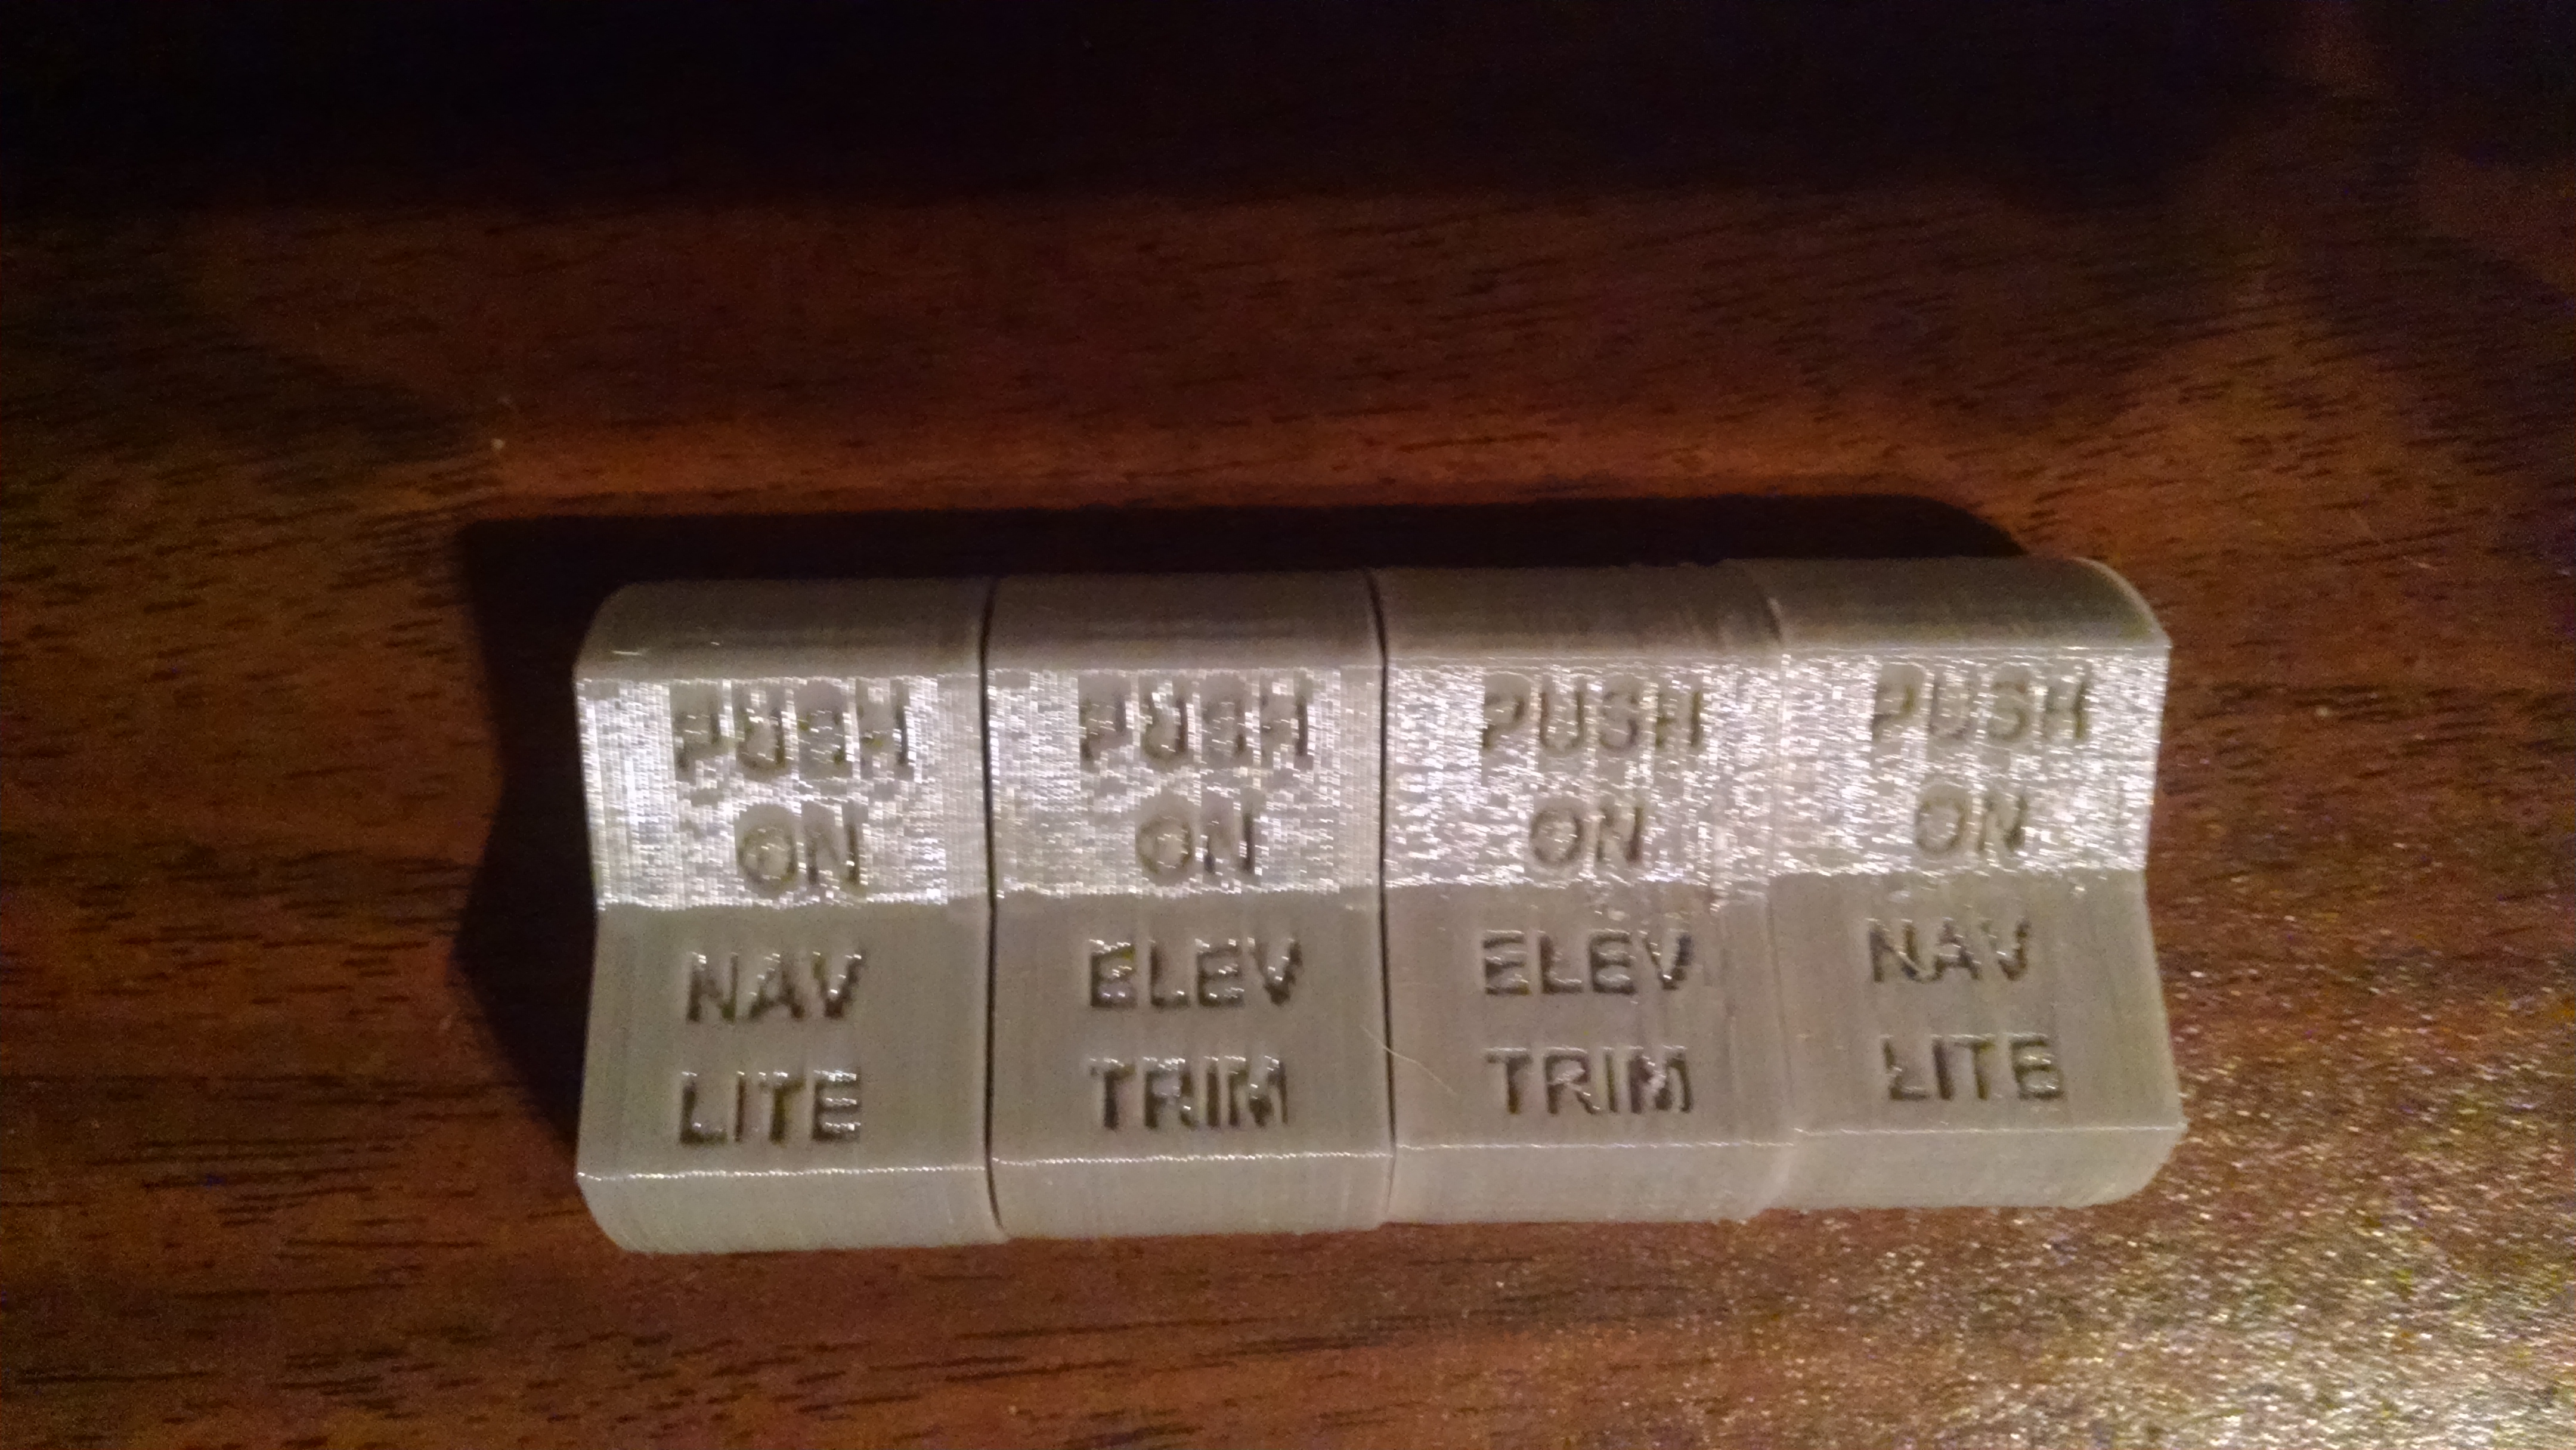 PUSH PUSH PUSH PUSH
ON ON ON ON
NAV ELEV ELEV NAV
LITE TRIM TRIM LITE